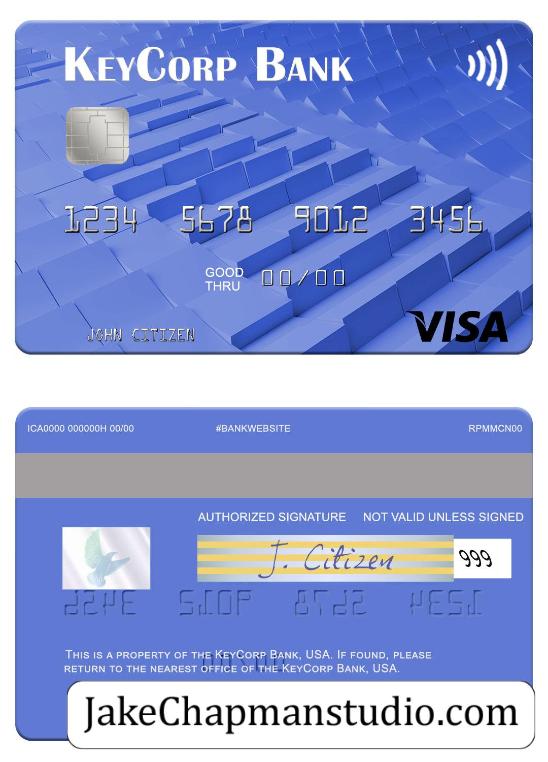 KEYCORP BANK
1234 5678 9012 3456
GOOD THRU 00/00
JOHN CITIZEN
VISA
ICA0000 000000H 00/00 #BANKWEBSITE RPMMCN00
AUTHORIZED SIGNATURE NOT VALID UNLESS SIGNED
J. Citizen 999
THIS IS A PROPERTY OF THE KEYCORP BANK, USA. IF FOUND, PLEASE
RETURN TO THE NEAREST OFFICE OF THE KEYCORP BANK, USA.
JakeChapmanstudio.com